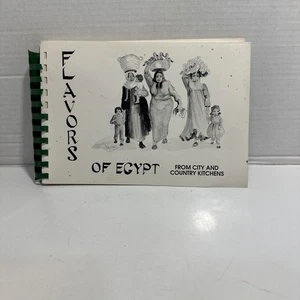 FLAVORS
OF EGYPT
FROM CITY AND
COUNTRY KITCHENS